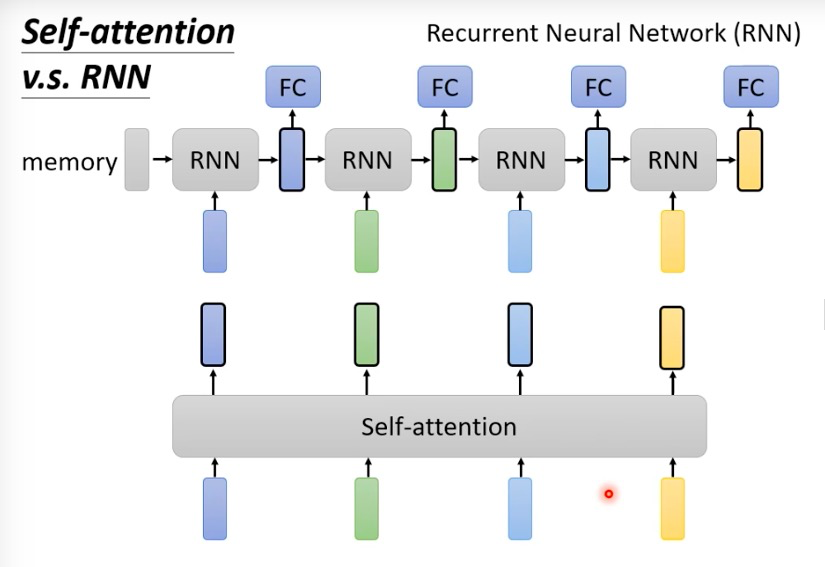 Self-attention
v.s. RNN
Recurrent Neural Network (RNN)
FC
FC
FC
FC
memory
RNN
RNN
RNN
RNN
Self-attention